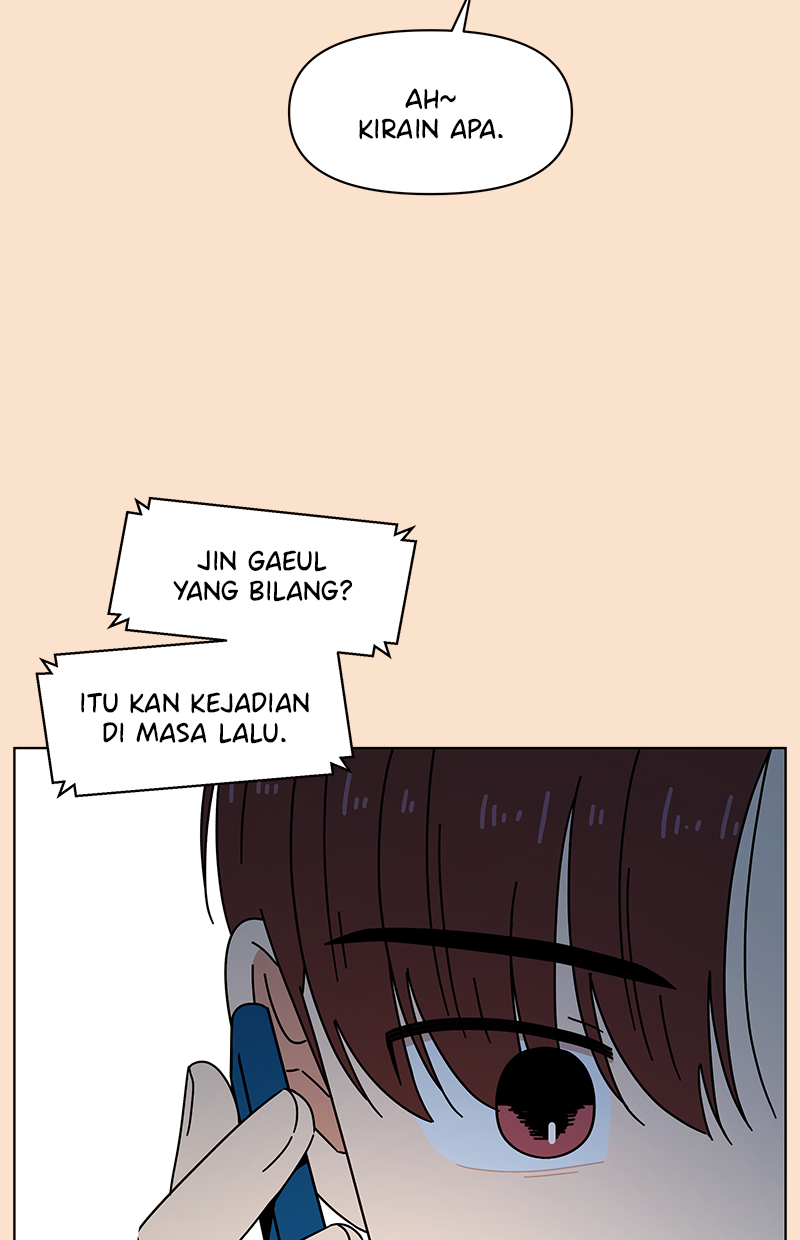 AH~
KIRAIN APA.
JIN GAEUL
YANG BILANG?
ITU KAN KEJADIAN
DI MASA LALU.